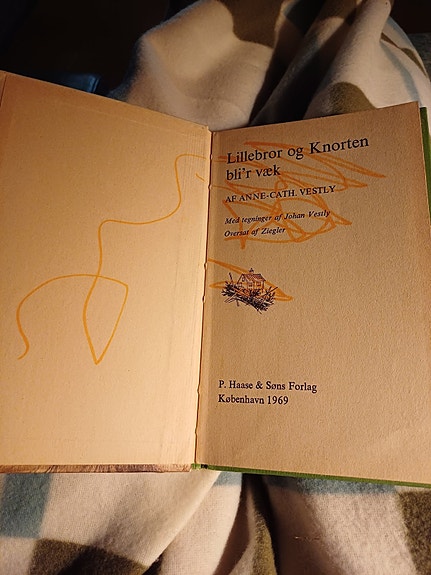 Lillebror og Knorten
bli'r væk
AF ANNE-CATH. VESTLY
Med tegninger af Johan Vestly
Oversat af Ziegler
P. Haase & Søns Forlag
København 1969